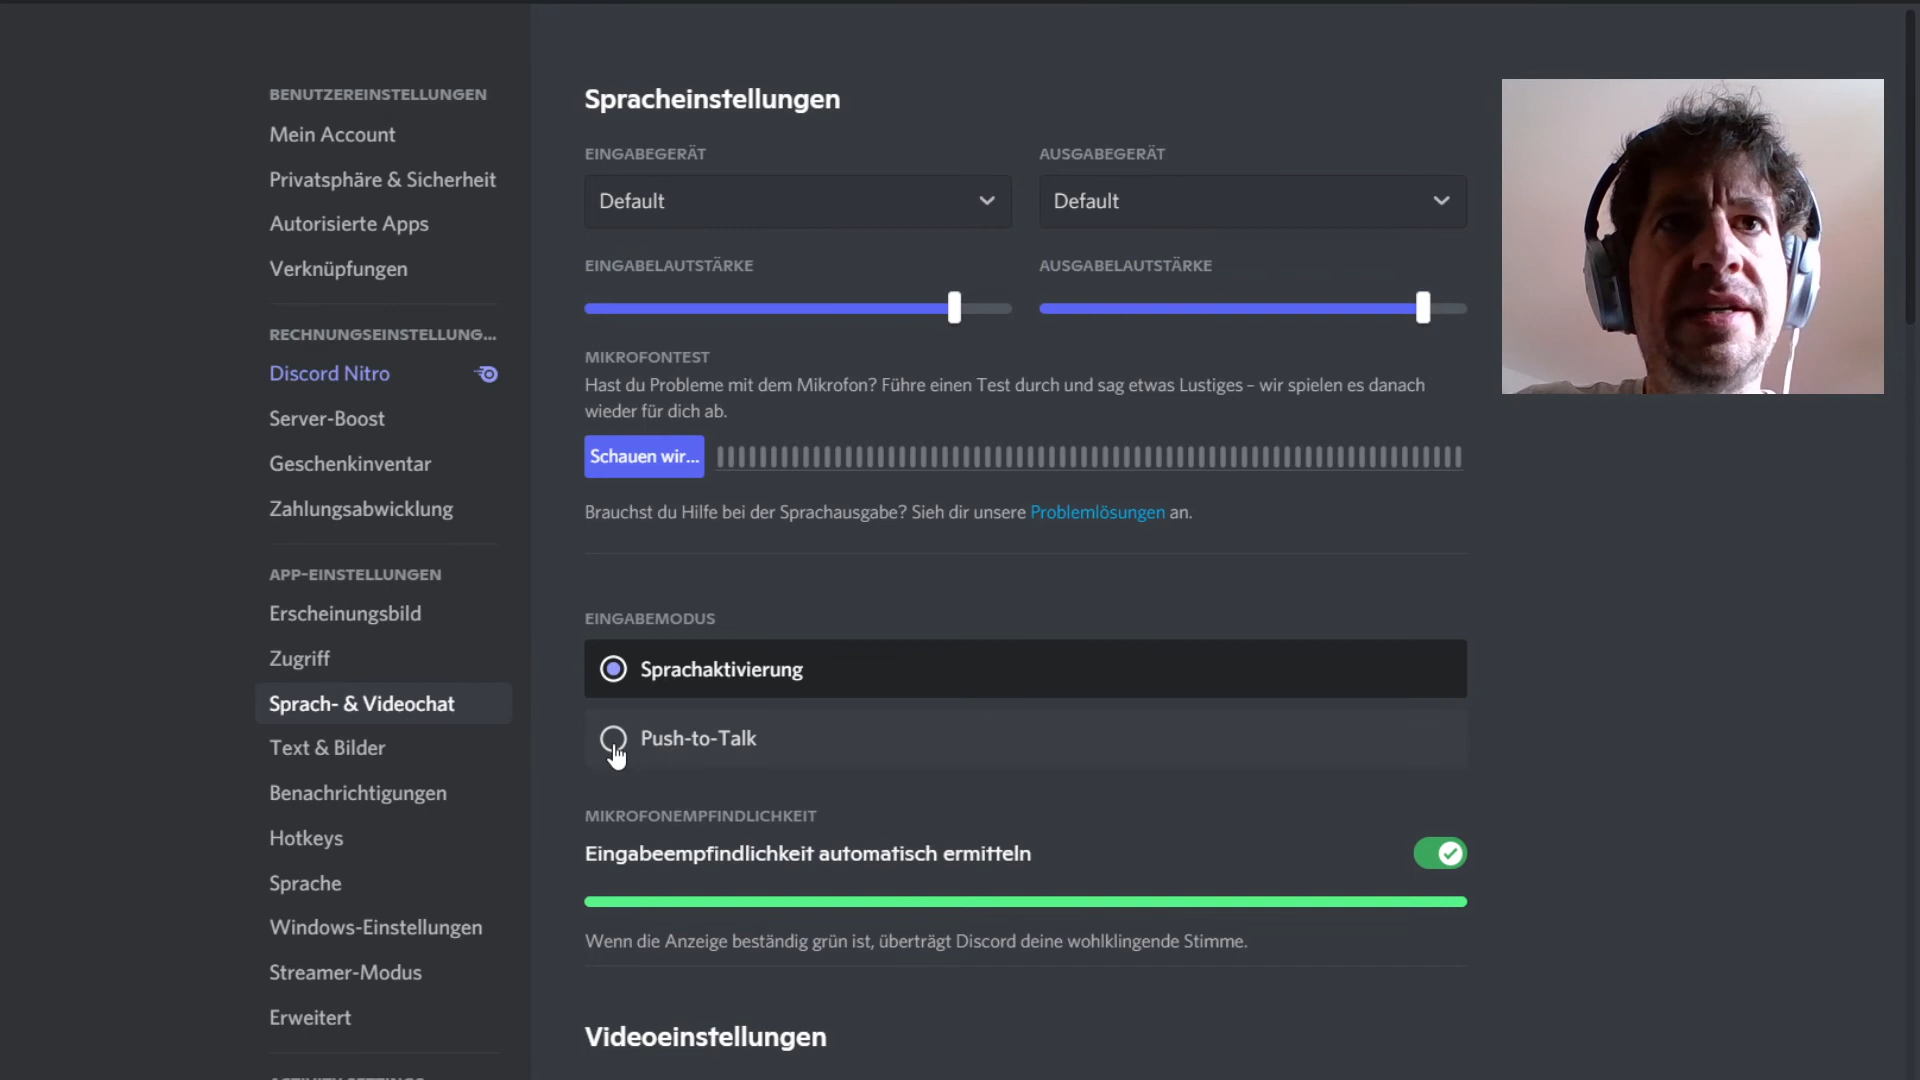 BENUTZEREINSTELLUNGEN
Mein Account
Privatsphäre & Sicherheit
Autorisierte Apps
Verknüpfungen
RECHNUNGSEINSTELLUNG...
Discord Nitro
Server-Boost
Geschenkinventar
Zahlungsabwicklung
APP-EINSTELLUNGEN
Erscheinungsbild
Zugriff
Sprach- & Videochat
Text & Bilder
Benachrichtigungen
Hotkeys
Sprache
Windows-Einstellungen
Streamer-Modus
Erweitert
Spracheinstellungen
EINGABEGERÄT
AUSGABEGERÄT
Default
Default
EINGABELAUTSTÄRKE
AUSGABELAUTSTÄRKE
MIKROFONTEST
Hast du Probleme mit dem Mikrofon? Führe einen Test durch und sag etwas Lustiges – wir spielen es danach
wieder für dich ab.
Schauen wir...
Brauchst du Hilfe bei der Sprachausgabe? Sieh dir unsere Problemlösungen an.
EINGABEMODUS
Sprachaktivierung
Push-to-Talk
MIKROFONEMPFINDLICHKEIT
Eingabeempfindlichkeit automatisch ermitteln
Wenn die Anzeige beständig grün ist, überträgt Discord deine wohlklingende Stimme.
Videoeinstellungen